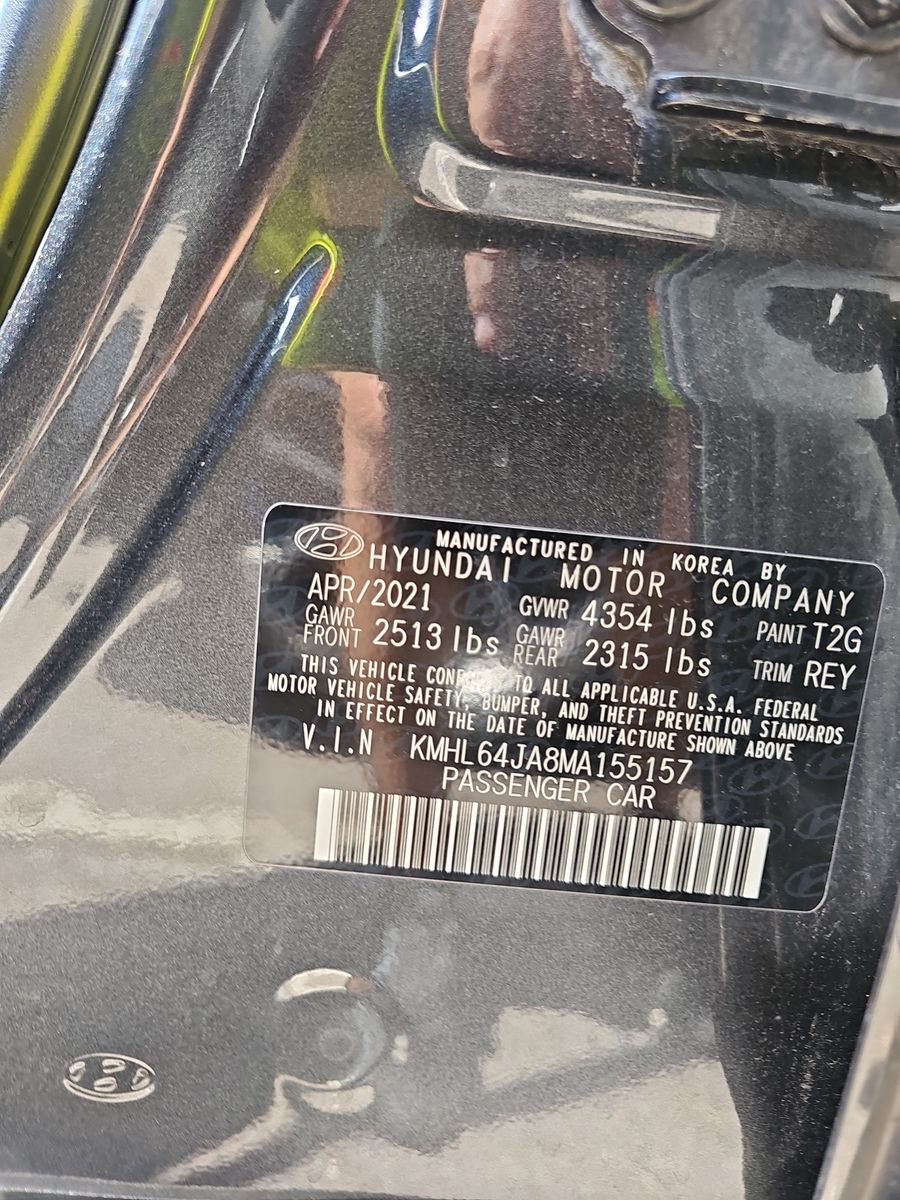 MANUFACTURED IN KOREA BY
HYUNDAI MOTOR COMPANY
APR/2021 GVWR 4354 lbs PAINT T2G
GAWR FRONT 2513 lbs GAWR REAR 2315 lbs TRIM REY
THIS VEHICLE TO ALL APPLICABLE U.S.A. FEDERAL
MOTOR VEHICLE SAFETY, BUMPER, AND THEFT PREVENTION STANDARDS
IN EFFECT ON THE DATE OF MANUFACTURE SHOWN ABOVE
V.I.N KMHL64JA8MA155157
PASSENGER CAR